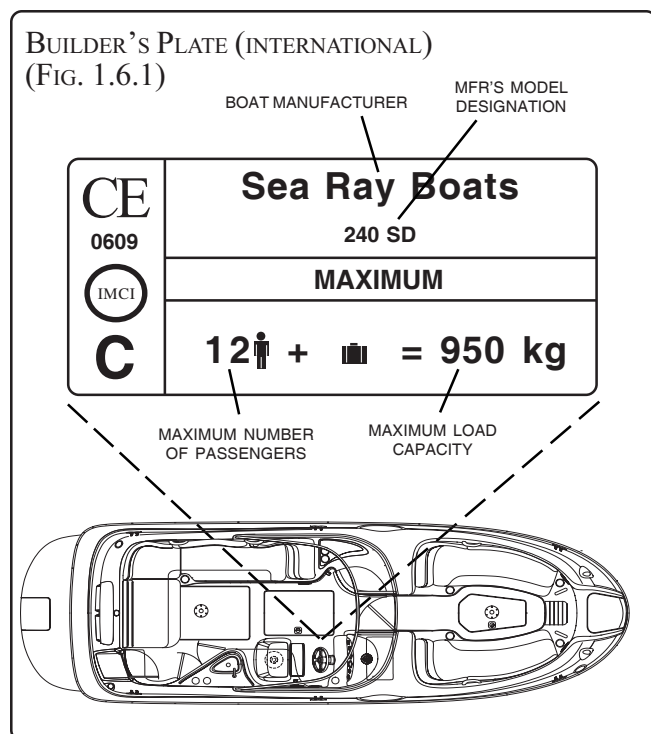 BUILDER'S PLATE (INTERNATIONAL)
(FIG. 1.6.1)
BOAT MANUFACTURER
MFR'S MODEL
DESIGNATION
CE
0609
IMCI
C
Sea Ray Boats
240 SD
MAXIMUM
12 + = 950 kg
MAXIMUM NUMBER
OF PASSENGERS
MAXIMUM LOAD
CAPACITY